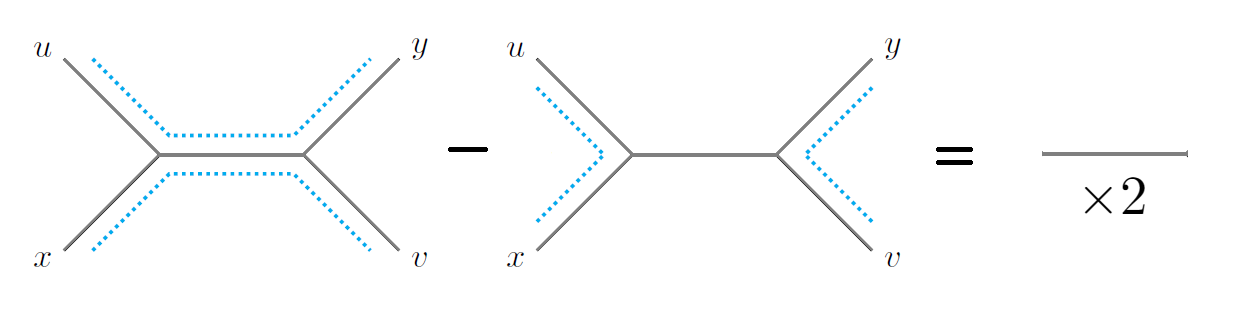 u y u y
− =
×2
x v x v